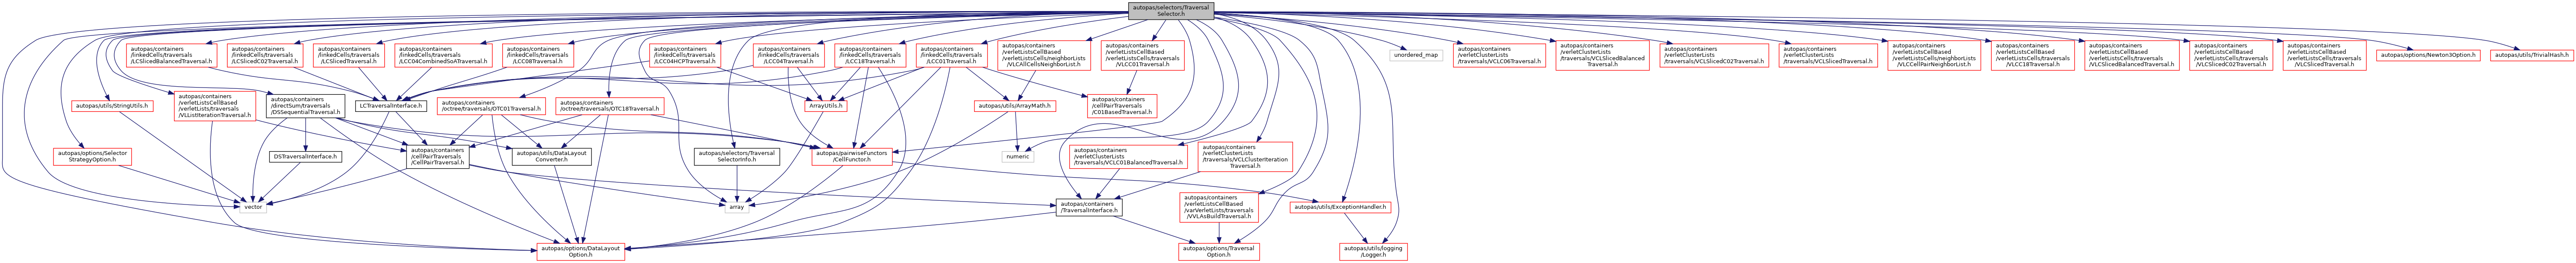 autopas/selectors/Traversal
Selector.h
autopas/containers
/linkedCells/traversals
/LCSlicedBalancedTraversal.h
autopas/containers
/linkedCells/traversals
/LCSlicedC02Traversal.h
autopas/containers
/linkedCells/traversals
/LCSlicedTraversal.h
autopas/containers
/linkedCells/traversals
/LCC04CombinedSoATraversal.h
autopas/containers
/linkedCells/traversals
/LCC08Traversal.h
autopas/containers
/linkedCells/traversals
/LCC04HCPTraversal.h
autopas/containers
/linkedCells/traversals
/LCC04Traversal.h
autopas/containers
/linkedCells/traversals
/LCC18Traversal.h
autopas/containers
/linkedCells/traversals
/LCC01Traversal.h
autopas/containers
/verletListsCellBased
/verletListsCells/neighborLists
/VLCAllCellsNeighborList.h
autopas/containers
/verletListsCellBased
/verletListsCells/traversals
/VLCC01Traversal.h
unordered_map
autopas/containers
/verletClusterLists
/traversals/VCLC06Traversal.h
autopas/containers
/verletClusterLists
/traversals/VCLSlicedBalanced
Traversal.h
autopas/containers
/verletClusterLists
/traversals/VCLSlicedC02Traversal.h
autopas/containers
/verletClusterLists
/traversals/VCLSlicedTraversal.h
autopas/containers
/verletListsCellBased
/verletListsCells/neighborLists
/VLCCellPairNeighborList.h
autopas/containers
/verletListsCellBased
/verletListsCells/traversals
/VLCC18Traversal.h
autopas/containers
/verletListsCellBased
/verletListsCells/traversals
/VLCSlicedBalancedTraversal.h
autopas/containers
/verletListsCellBased
/verletListsCells/traversals
/VLCSlicedC02Traversal.h
autopas/containers
/verletListsCellBased
/verletListsCells/traversals
/VLCSlicedTraversal.h
autopas/options/Newton3Option.h
autopas/utils/TrivialHash.h
autopas/utils/StringUtils.h
autopas/containers
/verletListsCellBased
/verletLists/traversals
/VLListIterationTraversal.h
autopas/containers
/directSum/traversals
/DSSequentialTraversal.h
LCTraversalInterface.h
autopas/containers
/octree/traversals/OTC01Traversal.h
autopas/containers
/octree/traversals/OTC18Traversal.h
ArrayUtils.h
autopas/utils/ArrayMath.h
autopas/containers
/cellPairTraversals
/C01BasedTraversal.h
autopas/options/Selector
StrategyOption.h
DSTraversalInterface.h
autopas/containers
/cellPairTraversals
/CellPairTraversal.h
autopas/utils/DataLayout
Converter.h
autopas/selectors/Traversal
SelectorInfo.h
autopas/pairwiseFunctors
/CellFunctor.h
numeric
autopas/containers
/verletClusterLists
/traversals/VCLC01BalancedTraversal.h
autopas/containers
/verletClusterLists
/traversals/VCLClusterIteration
Traversal.h
vector
array
autopas/containers
/TraversalInterface.h
autopas/containers
/verletListsCellBased
/varVerletLists/traversals
/VVLAsBuildTraversal.h
autopas/utils/ExceptionHandler.h
autopas/options/DataLayout
Option.h
autopas/options/Traversal
Option.h
autopas/utils/logging
/Logger.h